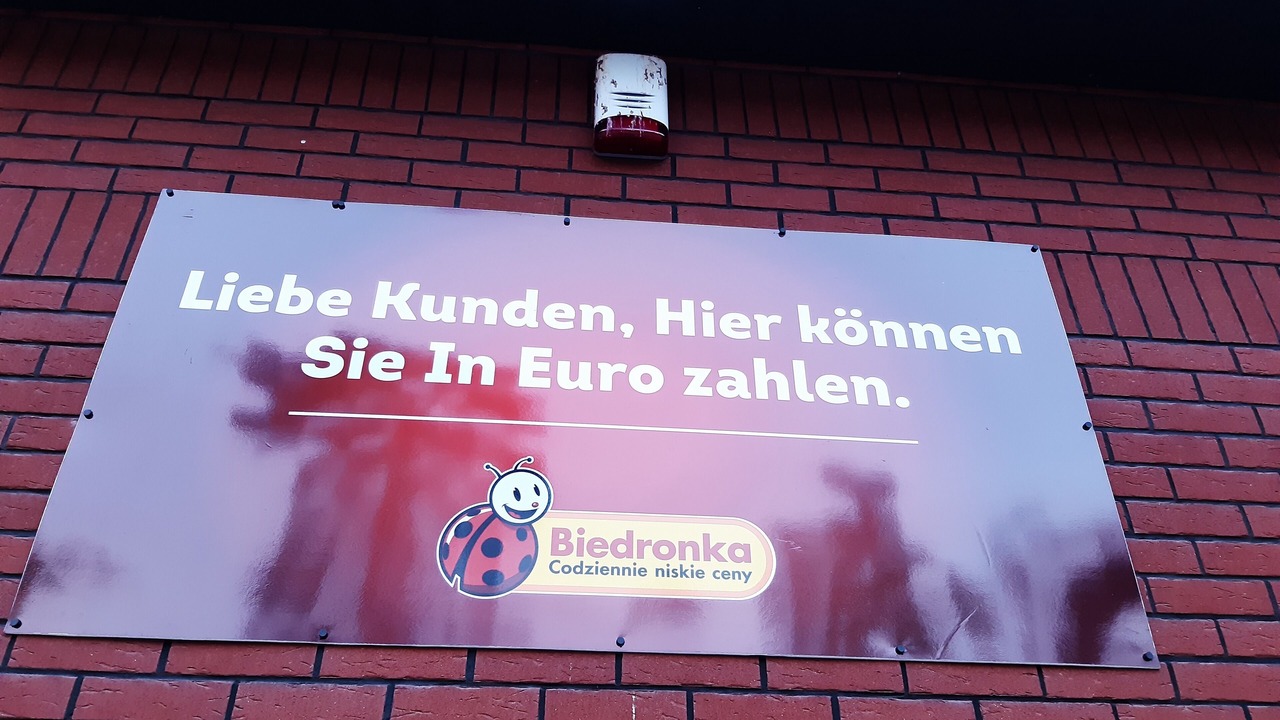 Liebe Kunden, Hier können
Sie In Euro zahlen.
Biedronka
Codziennie niskie ceny